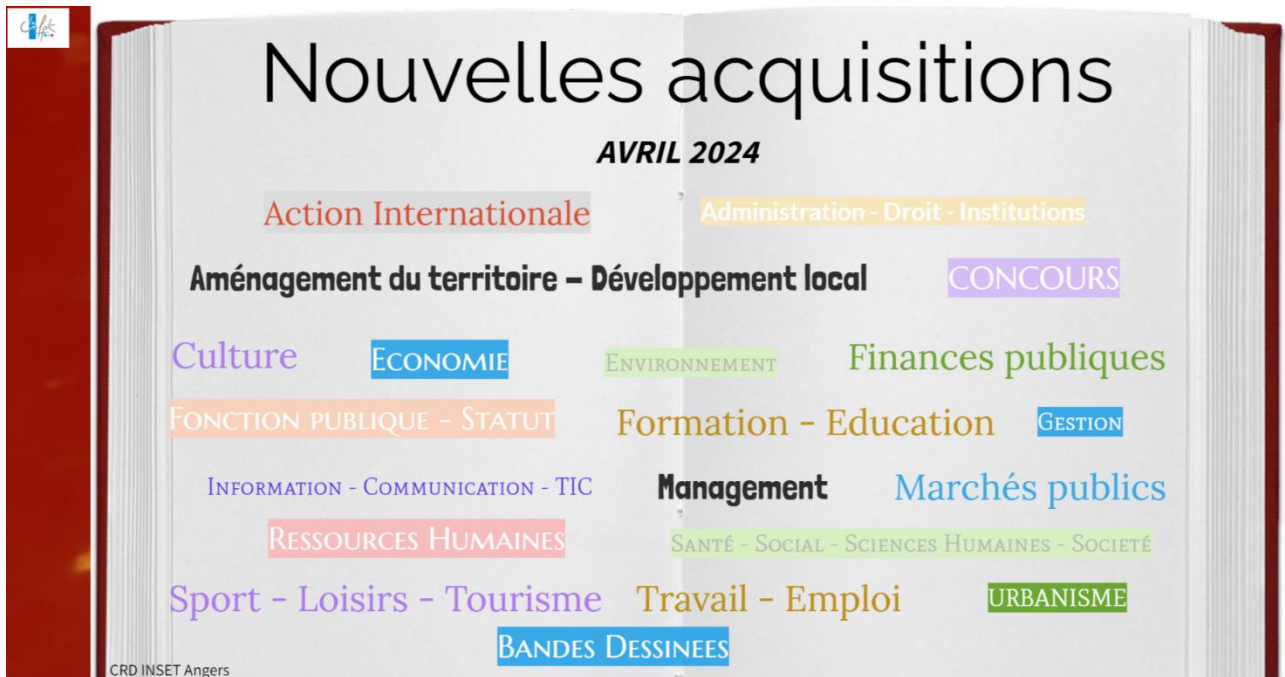 Nouvelles acquisitions
AVRIL 2024
Action Internationale
Administration - Droit - Institutions
Aménagement du territoire – Développement local
CONCOURS
Culture
ECONOMIE
ENVIRONNEMENT
Finances publiques
FONCTION PUBLIQUE - STATUT
Formation - Education
GESTION
INFORMATION - COMMUNICATION - TIC
Management
Marchés publics
RESSOURCES HUMAINES
SANTÉ - SOCIAL - SCIENCES HUMAINES - SOCIETÉ
Sport - Loisirs - Tourisme
Travail - Emploi
URBANISME
BANDES DESSINEES
CRD INSET Angers